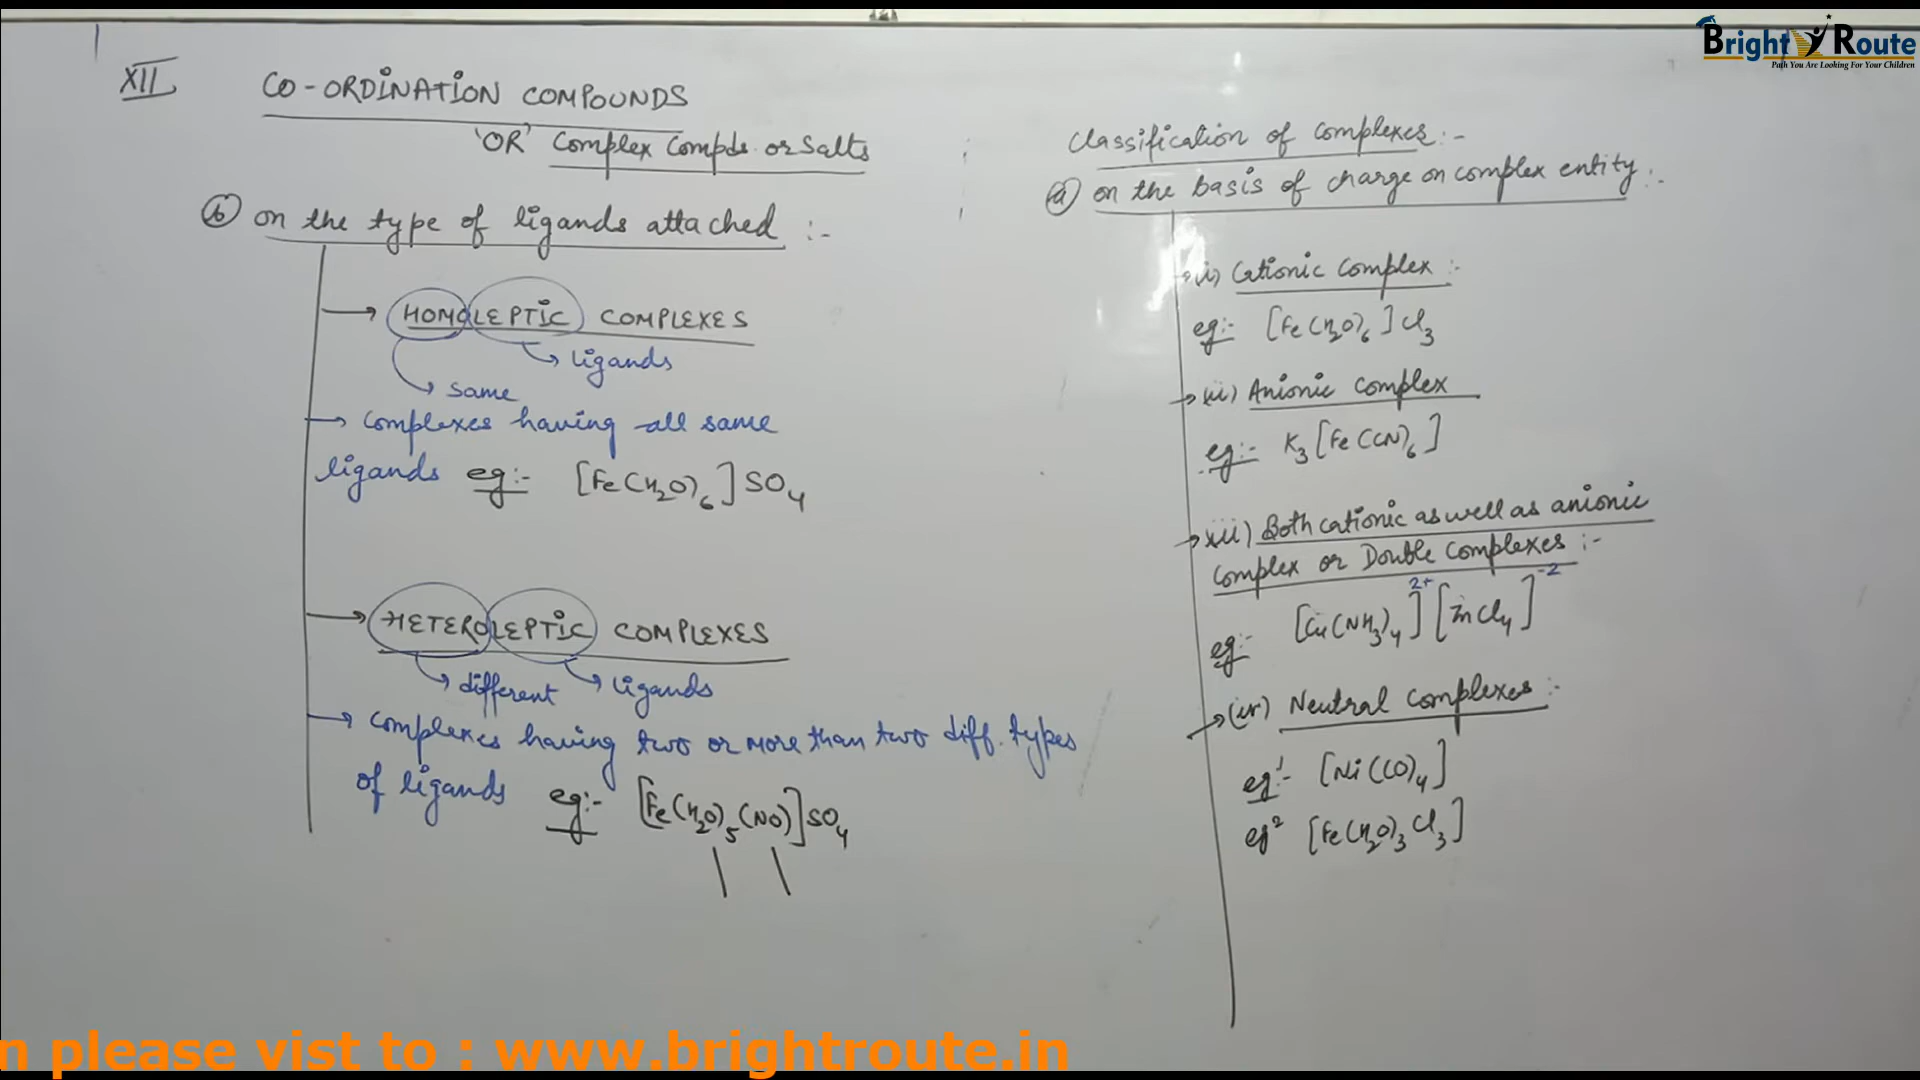 Bright Route
Path You Are Looking For Your Children
XII
CO-ORDINATION COMPOUNDS
'OR' Complex Compds. or Salts
(b) on the type of ligands attached :-
HOMOLEPTIC COMPLEXES
ligands
same
complexes having all same
ligands eg:- [Fe(H2O)6]SO4
HETEROLEPTIC COMPLEXES
different ligands
complexes having two or more than two diff. types
of ligands eg:- [Fe(H2O)5(NO)]SO4
Classification of complexes:-
(a) on the basis of charge on complex entity :-
(i) Cationic Complex :-
eg:- [Fe(H2O)6]Cl3
(ii) Anionic Complex
eg:- K3[Fe(CN)6]
(iii) Both cationic as well as anionic
complex or Double Complexes :-
eg:- [Cu(NH3)4]2+ [ZnCl4]-2
(iv) Neutral Complexes :-
eg1:- [Ni(CO)4]
eg2 [Fe(H2O)3Cl3]
n please vist to : www.brightroute.in